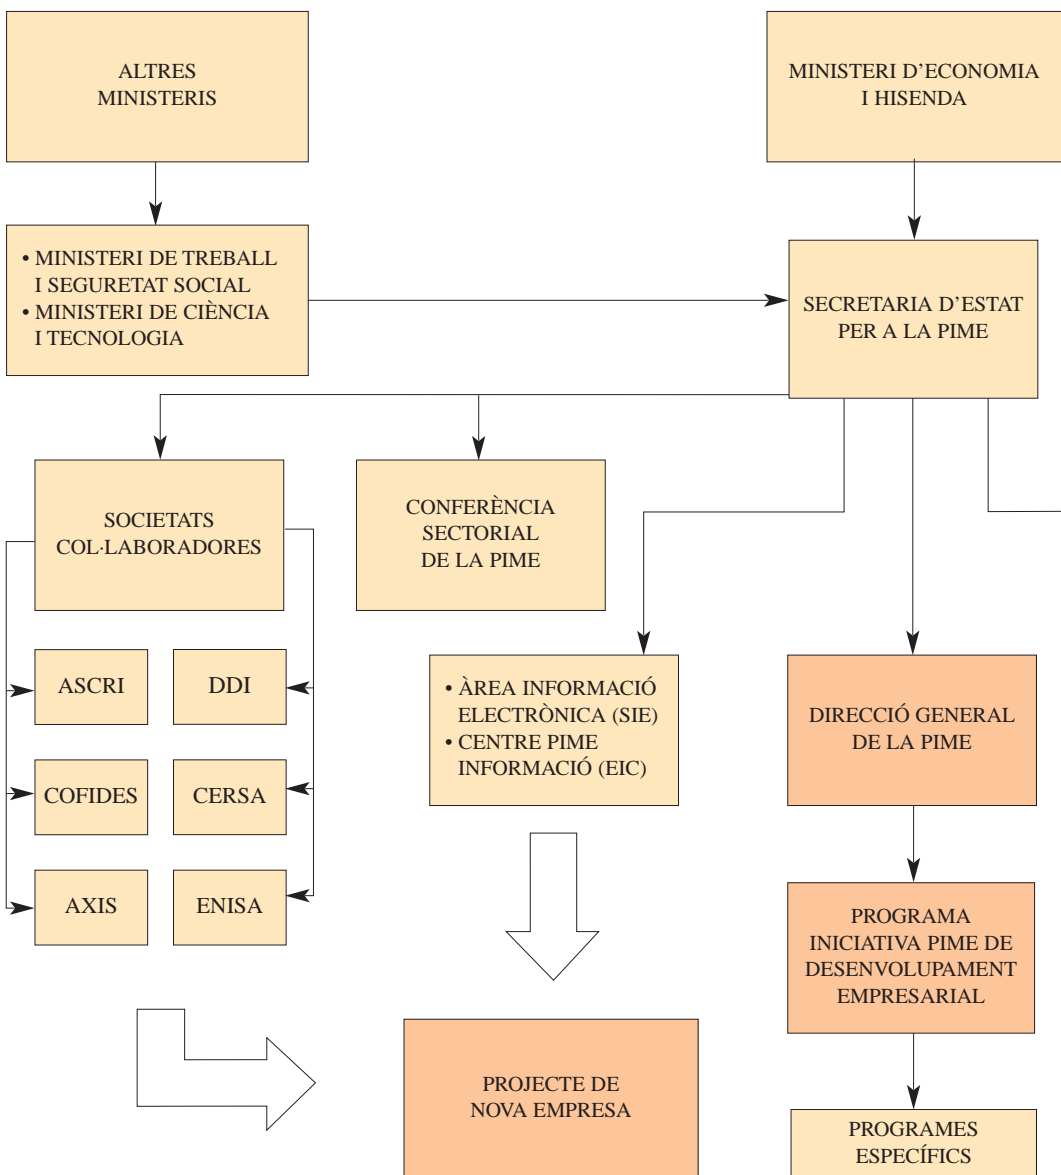 ALTRES
MINISTERIS
MINISTERI D’ECONOMIA
I HISENDA
• MINISTERI DE TREBALL
I SEGURETAT SOCIAL
• MINISTERI DE CIÈNCIA
I TECNOLOGIA
SECRETARIA D’ESTAT
PER A LA PIME
SOCIETATS
COL·LABORADORES
CONFERÈNCIA
SECTORIAL
DE LA PIME
ASCRI
DDI
COFIDES
CERSA
AXIS
ENISA
• ÀREA INFORMACIÓ
ELECTRÒNICA (SIE)
• CENTRE PIME
INFORMACIÓ (EIC)
DIRECCIÓ GENERAL
DE LA PIME
PROGRAMA
INICIATIVA PIME DE
DESENVOLUPAMENT
EMPRESARIAL
PROJECTE DE
NOVA EMPRESA
PROGRAMES
ESPECÍFICS